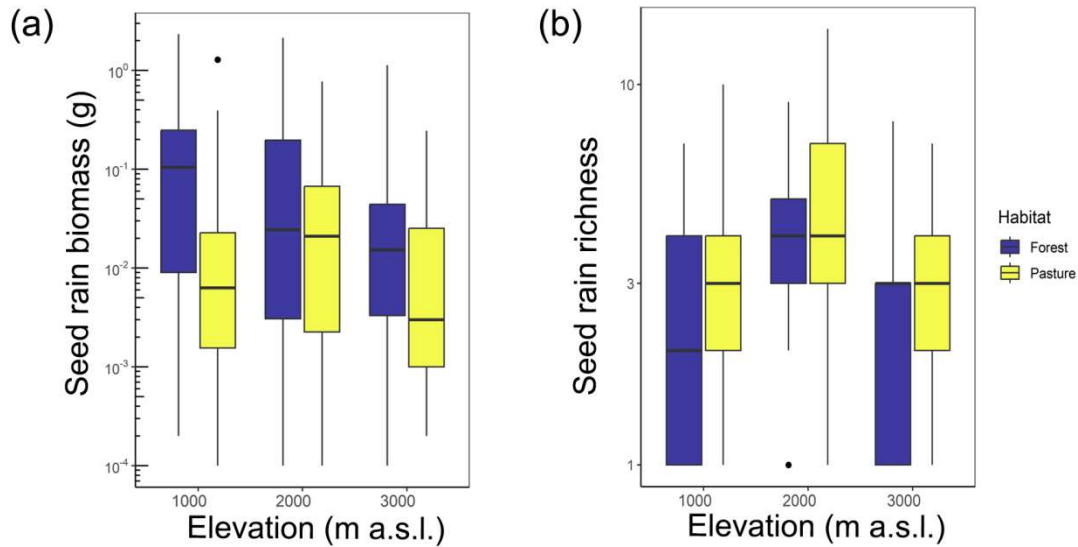 (a)
Seed rain biomass (g)
10⁰
10⁻¹
10⁻²
10⁻³
10⁻⁴
1000 2000 3000
Elevation (m a.s.l.)
(b)
Seed rain richness
10
3
1
1000 2000 3000
Elevation (m a.s.l.)
Habitat
Forest
Pasture